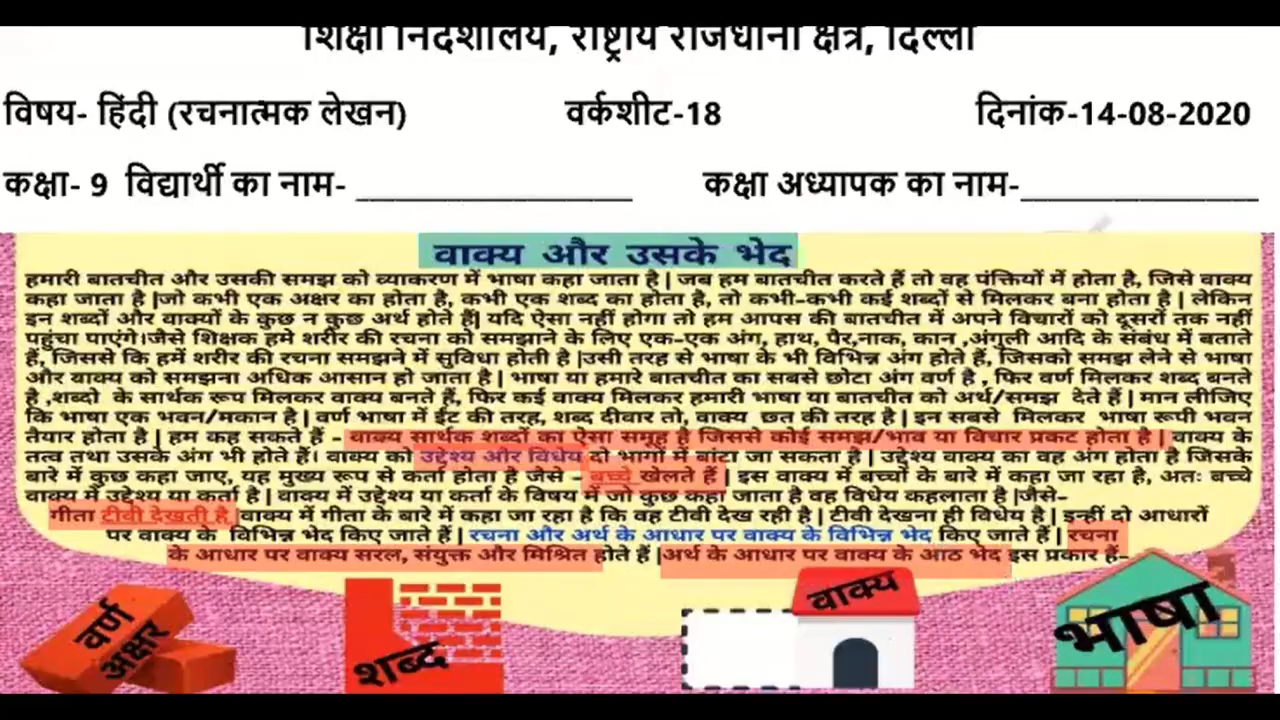 शिक्षा निदेशालय, राष्ट्रीय राजधानी क्षेत्र, दिल्ली
विषय- हिंदी (रचनात्मक लेखन) वर्कशीट-18 दिनांक-14-08-2020
कक्षा- 9 विद्यार्थी का नाम- ________________ कक्षा अध्यापक का नाम-______________
वाक्य और उसके भेद
हमारी बातचीत और उसकी समझ को व्याकरण में भाषा कहा जाता है | जब हम बातचीत करते हैं तो वह पंक्तियों में होता है, जिसे वाक्य
कहा जाता है |जो कभी एक अक्षर का होता है, कभी एक शब्द का होता है, तो कभी-कभी कई शब्दों से मिलकर बना होता है | लेकिन
इन शब्दों और वाक्यों के कुछ न कुछ अर्थ होते हैं| यदि ऐसा नहीं होगा तो हम आपस की बातचीत में अपने विचारों को दूसरों तक नहीं
पहुंचा पाएंगे।जैसे शिक्षक हमे शरीर की रचना को समझाने के लिए एक-एक अंग, हाथ, पैर,नाक, कान ,अंगुली आदि के संबंध में बताते
हैं, जिससे कि हमें शरीर की रचना समझने में सुविधा होती है |उसी तरह से भाषा के भी विभिन्न अंग होते हैं, जिसको समझ लेने से भाषा
और वाक्य को समझना अधिक आसान हो जाता है | भाषा या हमारे बातचीत का सबसे छोटा अंग वर्ण है , फिर वर्ण मिलकर शब्द बनते
है ,शब्दो के सार्थक रूप मिलकर वाक्य बनते हैं, फिर कई वाक्य मिलकर हमारी भाषा या बातचीत को अर्थ/समझ देते हैं | मान लीजिए
कि भाषा एक भवन/मकान है | वर्ण भाषा में ईंट की तरह, शब्द दीवार तो, वाक्य छत की तरह है | इन सबसे मिलकर भाषा रूपी भवन
तैयार होता है | हम कह सकते हैं - वाक्य सार्थक शब्दों का ऐसा समूह है जिससे कोई समझ/भाव या विचार प्रकट होता है | वाक्य के
तत्व तथा उसके अंग भी होते हैं। वाक्य को उद्देश्य और विधेय दो भागों में बांटा जा सकता है | उद्देश्य वाक्य का वह अंग होता है जिसके
बारे में कुछ कहा जाए, यह मुख्य रूप से कर्ता होता है जैसे - बच्चे खेलते हैं | इस वाक्य में बच्चों के बारे में कहा जा रहा है, अतः बच्चे
वाक्य में उद्देश्य या कर्ता है | वाक्य में उद्देश्य या कर्ता के विषय में जो कुछ कहा जाता है वह विधेय कहलाता है |जैसे-
गीता टीवी देखती है |वाक्य में गीता के बारे में कहा जा रहा है कि वह टीवी देख रही है | टीवी देखना ही विधेय है | इन्हीं दो आधारों
पर वाक्य के विभिन्न भेद किए जाते हैं | रचना और अर्थ के आधार पर वाक्य के विभिन्न भेद किए जाते हैं | रचना
के आधार पर वाक्य सरल, संयुक्त और मिश्रित होते हैं |अर्थ के आधार पर वाक्य के आठ भेद इस प्रकार हैं-
वर्ण
अक्षर
शब्द
वाक्य
भाषा